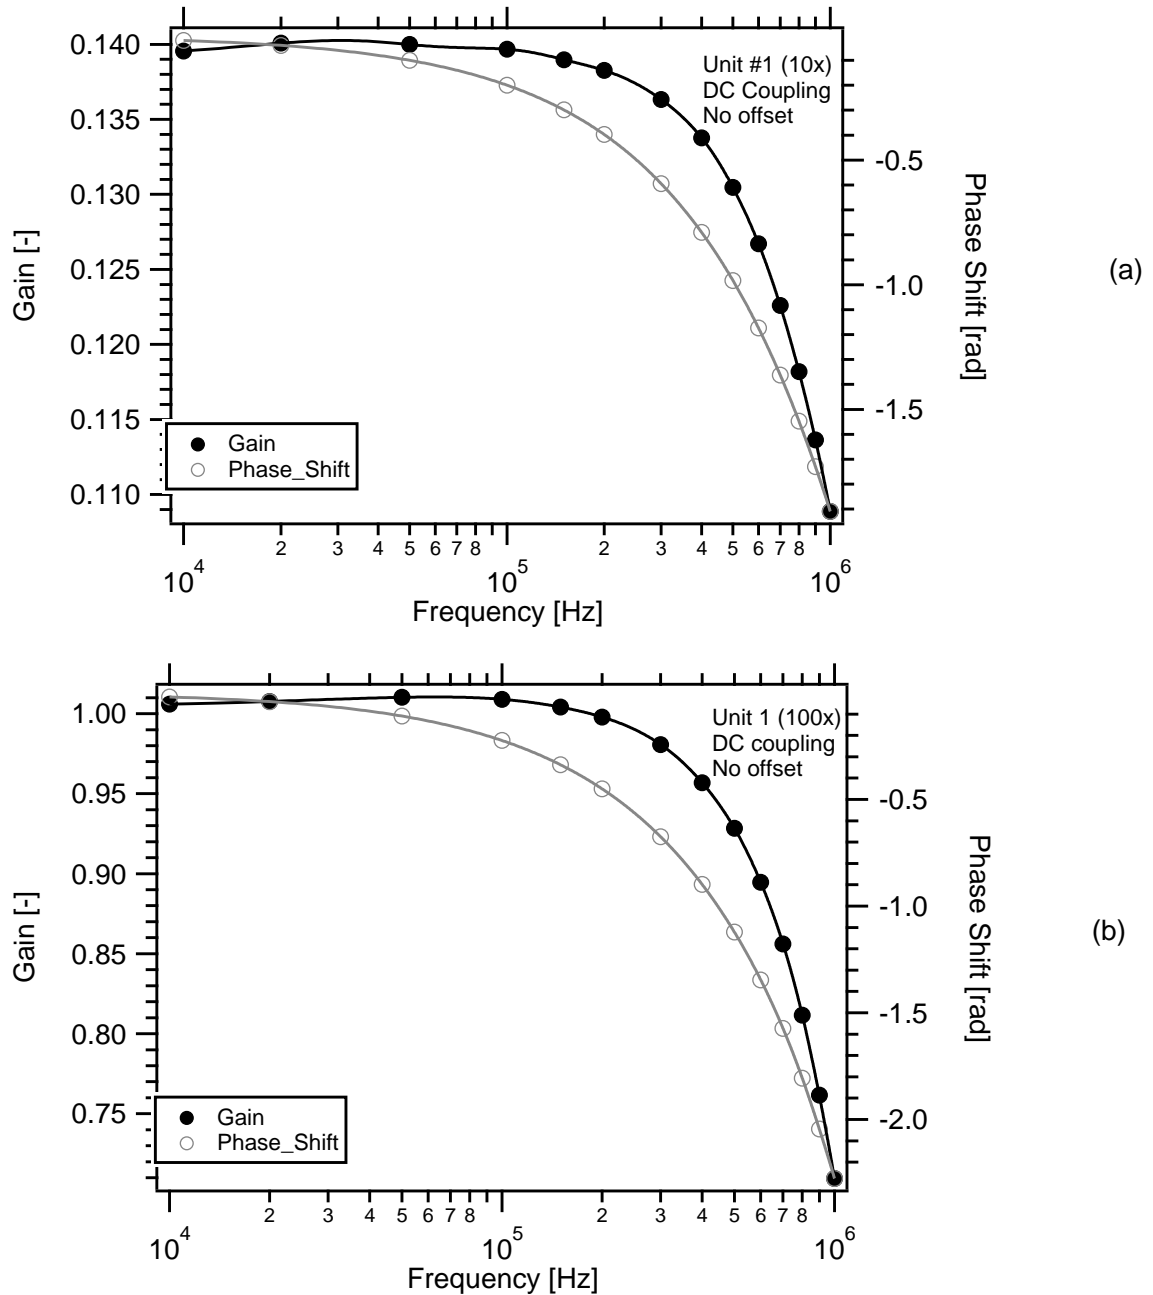 0.140
0.135
0.130
0.125
0.120
0.115
0.110
Gain [-]
Unit #1 (10x)
DC Coupling
No offset
-0.5
-1.0
-1.5
Phase Shift [rad]
(a)
Gain
Phase_Shift
2 3 4 5 6 7 8 2 3 4 5 6 7 8
10^4 10^5 10^6
Frequency [Hz]
1.00
0.95
0.90
0.85
0.80
0.75
Gain [-]
Unit 1 (100x)
DC coupling
No offset
-0.5
-1.0
-1.5
-2.0
Phase Shift [rad]
(b)
Gain
Phase_Shift
2 3 4 5 6 7 8 2 3 4 5 6 7 8
10^4 10^5 10^6
Frequency [Hz]